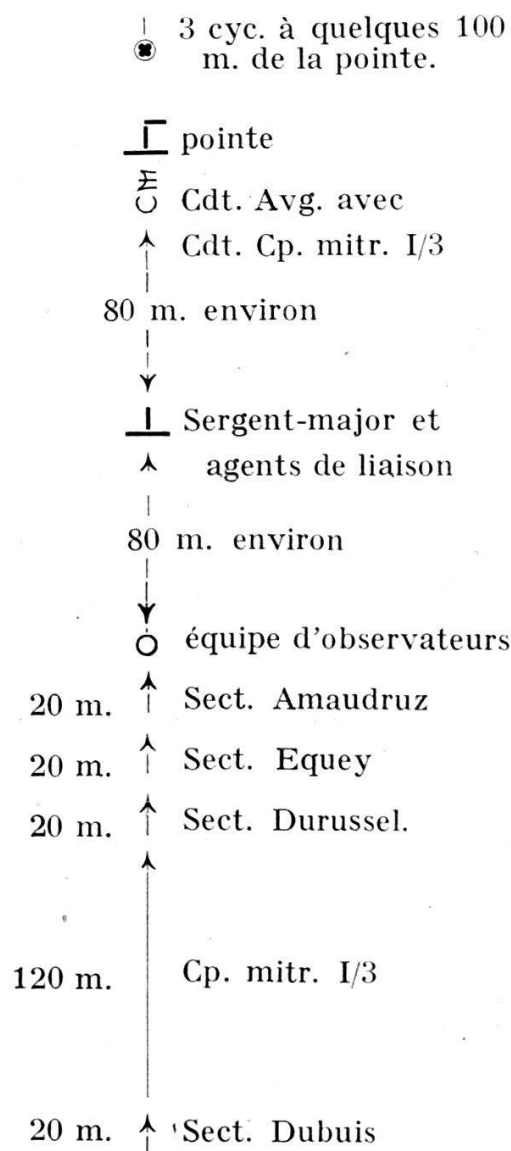 3 cyc. à quelques 100
m. de la pointe.
pointe
Cdt. Avg. avec
Cdt. Cp. mitr. I/3
80 m. environ
Sergent-major et
agents de liaison
80 m. environ
équipe d'observateurs
20 m. Sect. Amaudruz
20 m. Sect. Equey
20 m. Sect. Durussel.
120 m. Cp. mitr. I/3
20 m. Sect. Dubuis